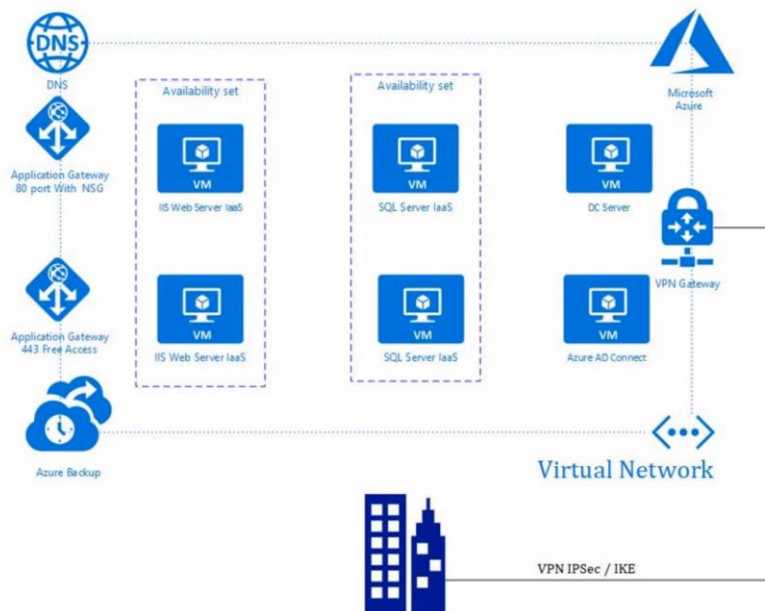 DNS
DNS
Microsoft
Azure
Availability set
Availability set
Application Gateway
80 port With NSG
VM
IIS Web Server IaaS
VM
SQL Server IaaS
VM
DC Server
VPN Gateway
Application Gateway
443 Free Access
VM
IIS Web Server IaaS
VM
SQL Server IaaS
VM
Azure AD Connect
Azure Backup
Virtual Network
VPN IPSec / IKE